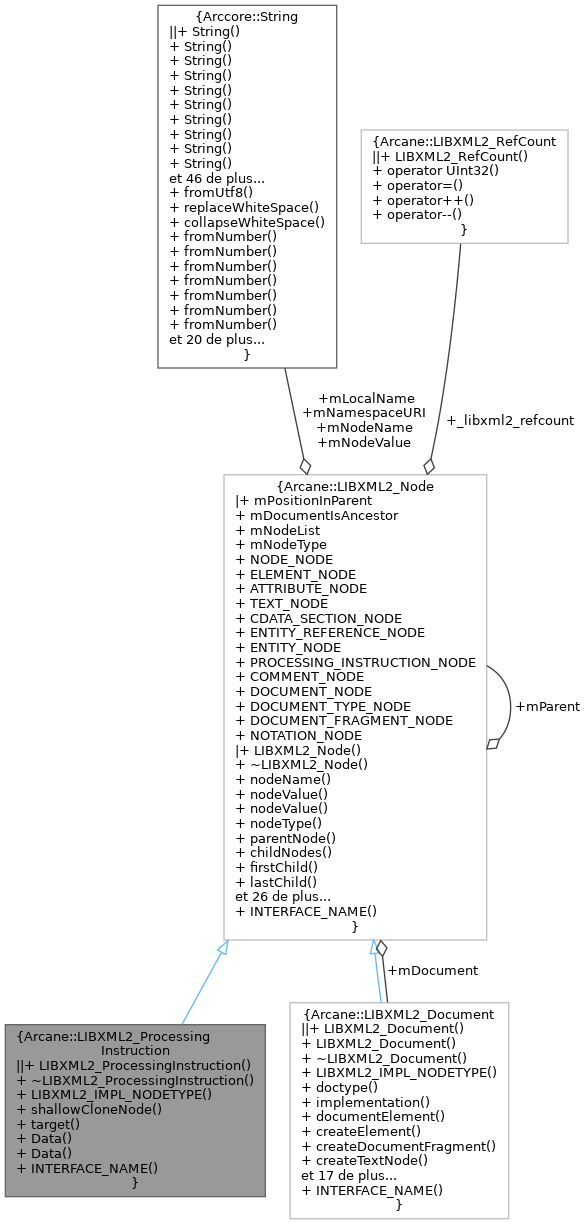 {Arccore::String
||+ String()
+ String()
+ String()
+ String()
+ String()
+ String()
+ String()
+ String()
+ String()
+ String()
et 46 de plus...
+ fromUtf8()
+ replaceWhiteSpace()
+ collapseWhiteSpace()
+ fromNumber()
+ fromNumber()
+ fromNumber()
+ fromNumber()
+ fromNumber()
+ fromNumber()
+ fromNumber()
et 20 de plus...
}
{Arcane::LIBXML2_RefCount
||+ LIBXML2_RefCount()
+ operator UInt32()
+ operator=()
+ operator++()
+ operator--()
}
+mLocalName
+mNamespaceURI
+mNodeName
+mNodeValue
+_libxml2_refcount
{Arcane::LIBXML2_Node
|+ mPositionInParent
+ mDocumentIsAncestor
+ mNodeList
+ mNodeType
+ NODE_NODE
+ ELEMENT_NODE
+ ATTRIBUTE_NODE
+ TEXT_NODE
+ CDATA_SECTION_NODE
+ ENTITY_REFERENCE_NODE
+ ENTITY_NODE
+ PROCESSING_INSTRUCTION_NODE
+ COMMENT_NODE
+ DOCUMENT_NODE
+ DOCUMENT_TYPE_NODE
+ DOCUMENT_FRAGMENT_NODE
+ NOTATION_NODE
|+ LIBXML2_Node()
+ ~LIBXML2_Node()
+ nodeName()
+ nodeValue()
+ nodeValue()
+ nodeType()
+ parentNode()
+ childNodes()
+ firstChild()
+ lastChild()
et 26 de plus...
+ INTERFACE_NAME()
}
+mParent
+mDocument
{Arcane::LIBXML2_Processing
Instruction
||+ LIBXML2_ProcessingInstruction()
+ ~LIBXML2_ProcessingInstruction()
+ LIBXML2_IMPL_NODETYPE()
+ shallowCloneNode()
+ target()
+ Data()
+ Data()
+ INTERFACE_NAME()
}
{Arcane::LIBXML2_Document
||+ LIBXML2_Document()
+ LIBXML2_Document()
+ ~LIBXML2_Document()
+ LIBXML2_IMPL_NODETYPE()
+ doctype()
+ implementation()
+ documentElement()
+ createElement()
+ createDocumentFragment()
+ createTextNode()
et 17 de plus...
+ INTERFACE_NAME()
}